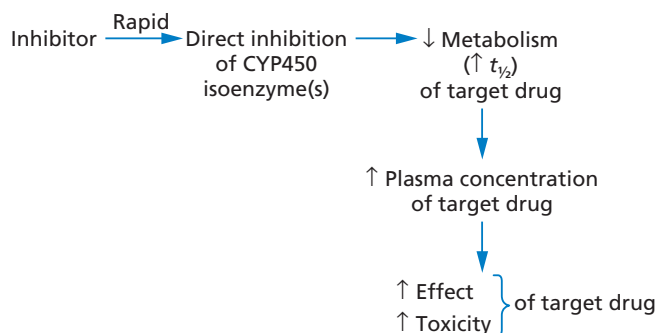 Rapid
Inhibitor
Direct inhibition
of CYP450
isoenzyme(s)
↓ Metabolism
(↑ t½)
of target drug
↑ Plasma concentration
of target drug
↑ Effect
↑ Toxicity
of target drug